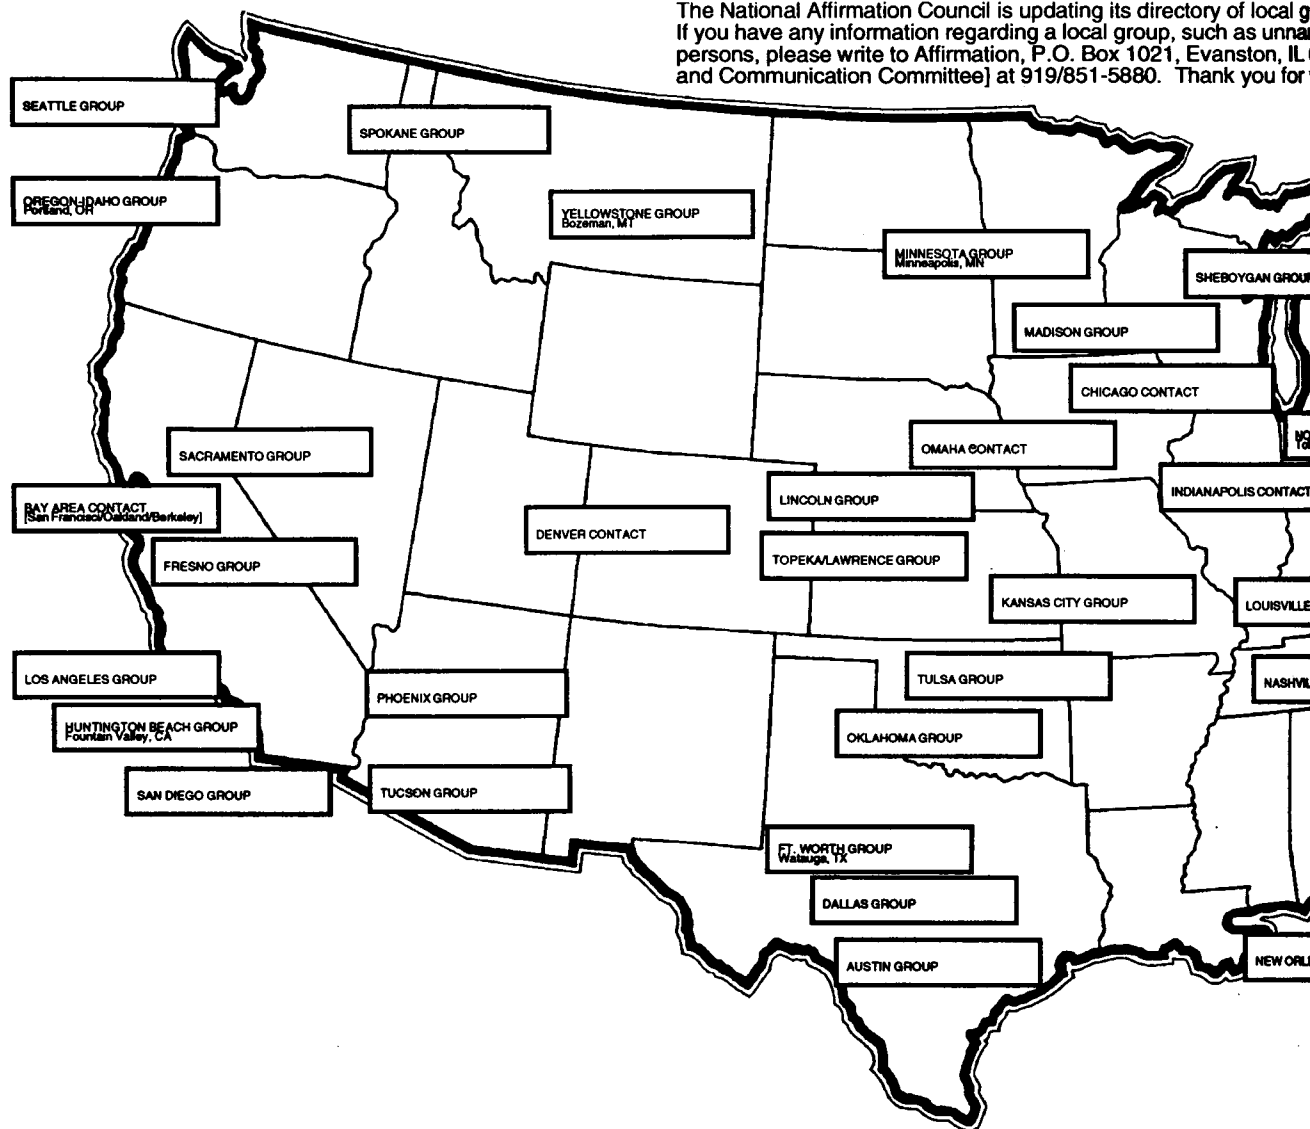 The National Affirmation Council is updating its directory of local g
If you have any information regarding a local group, such as unna
persons, please write to Affirmation, P.O. Box 1021, Evanston, IL
and Communication Committee] at 919/851-5880. Thank you for
SEATTLE GROUP
SPOKANE GROUP
OREGON-IDAHO GROUP
Portland, OR
YELLOWSTONE GROUP
Bozeman, MT
MINNESOTA GROUP
Minneapolis, MN
SHEBOYGAN GROUP
MADISON GROUP
CHICAGO CONTACT
SACRAMENTO GROUP
OMAHA CONTACT
NO
Tol
BAY AREA CONTACT
[San Francisci/Oakland/Berkeley]
LINCOLN GROUP
INDIANAPOLIS CONTACT
DENVER CONTACT
FRESNO GROUP
TOPEKA/LAWRENCE GROUP
KANSAS CITY GROUP
LOUISVILLE
LOS ANGELES GROUP
PHOENIX GROUP
TULSA GROUP
NASHVIL
HUNTINGTON BEACH GROUP
Fountain Valley, CA
OKLAHOMA GROUP
SAN DIEGO GROUP
TUCSON GROUP
FT. WORTH GROUP
Watauga, TX
DALLAS GROUP
AUSTIN GROUP
NEW ORL